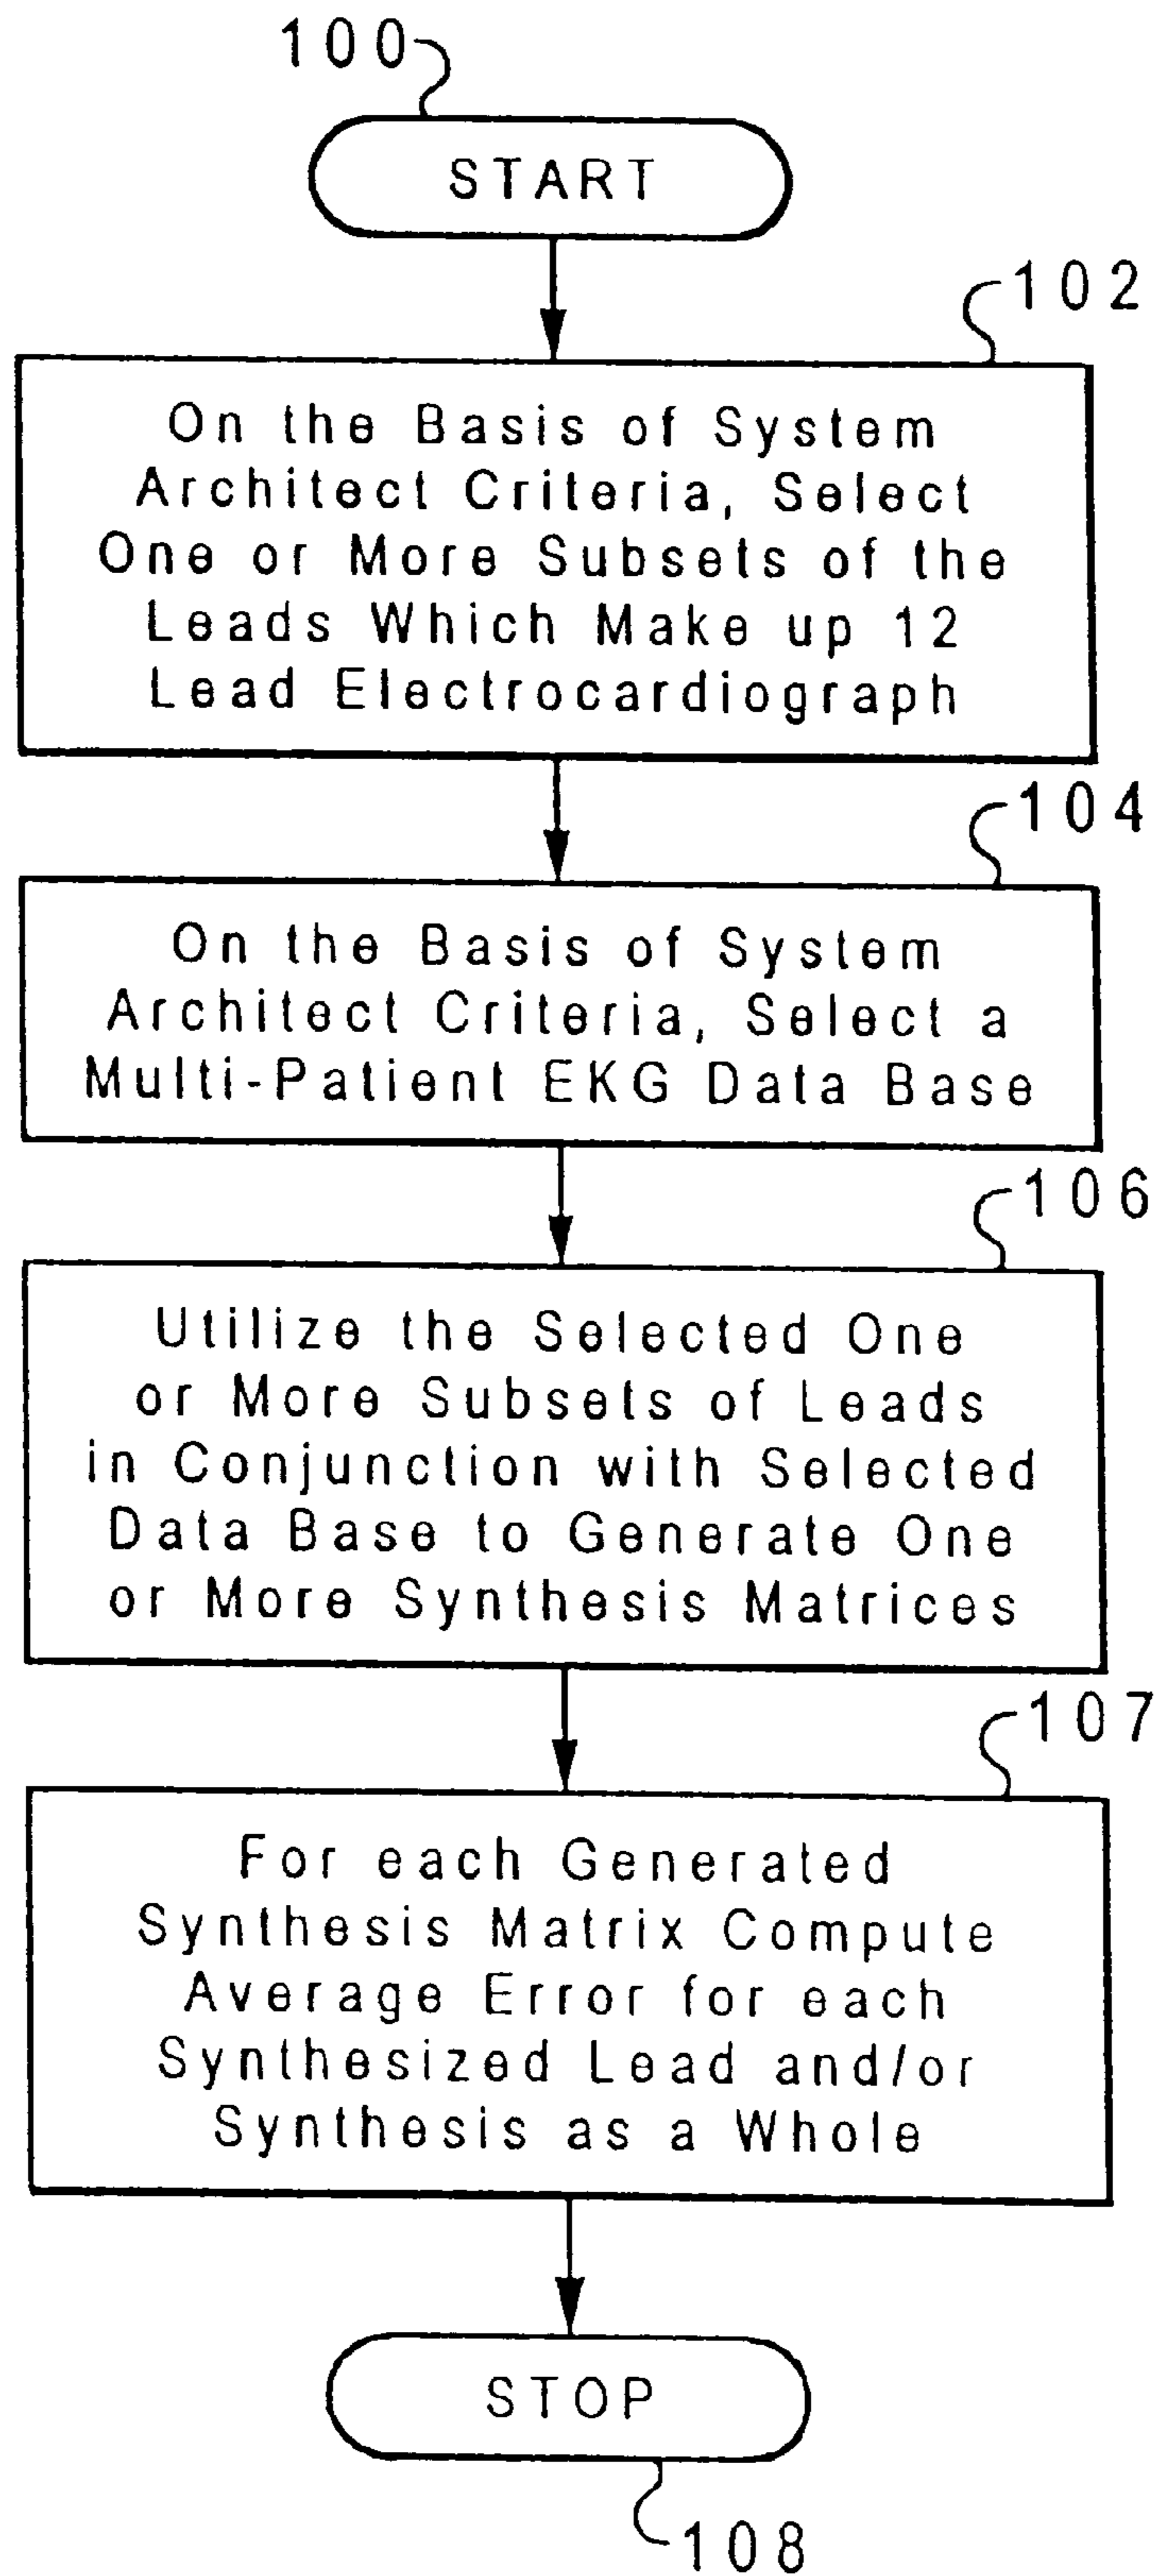 100
START
102
On the Basis of System
Architect Criteria, Select
One or More Subsets of the
Leads Which Make up 12
Lead Electrocardiograph
104
On the Basis of System
Architect Criteria, Select a
Multi-Patient EKG Data Base
106
Utilize the Selected One
or More Subsets of Leads
in Conjunction with Selected
Data Base to Generate One
or More Synthesis Matrices
107
For each Generated
Synthesis Matrix Compute
Average Error for each
Synthesized Lead and/or
Synthesis as a Whole
STOP
108